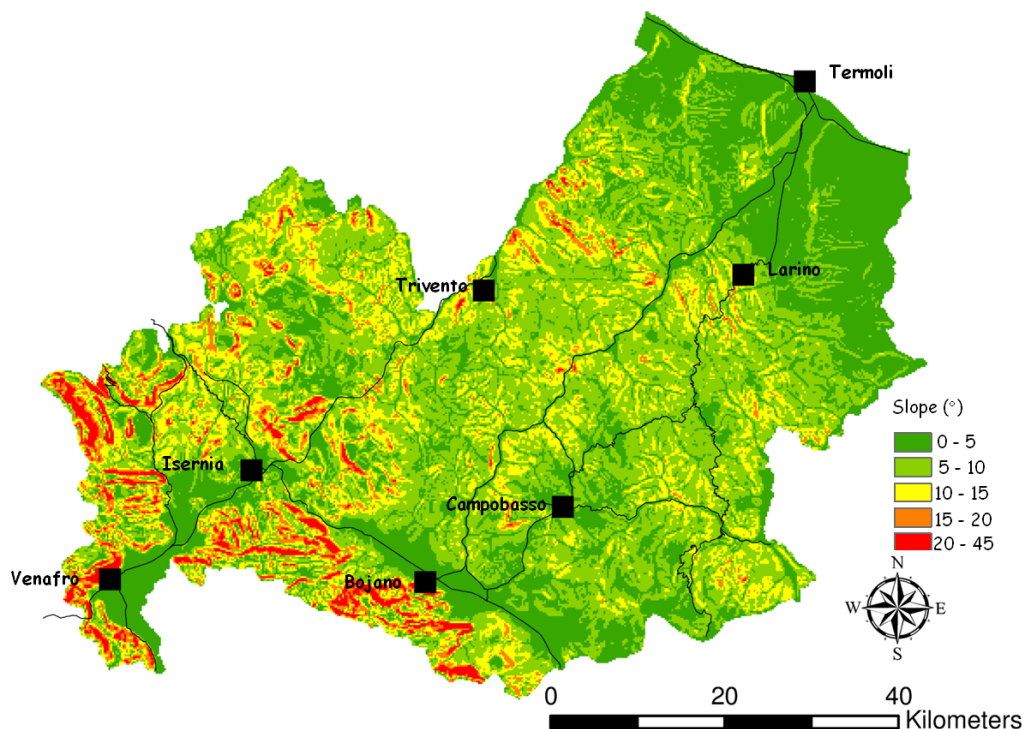 Termoli
Larino
Trivento
Isernia
Campobasso
Venafro
Bojano
Slope (°)
0 - 5
5 - 10
10 - 15
15 - 20
20 - 45
N
W E
S
0 20 40
Kilometers